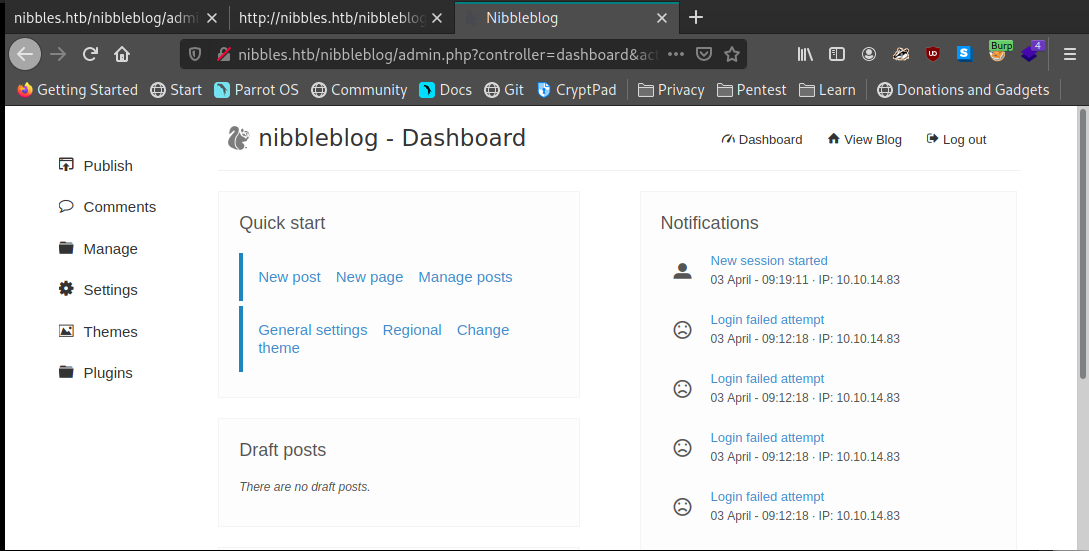 nibbles.htb/nibbleblog/adm
http://nibbles.htb/nibbleblog
Nibbleblog
nibbles.htb/nibbleblog/admin.php?controller=dashboard&act
Burp
4
Getting Started
Start
Parrot OS
Community
Docs
Git
CryptPad
Privacy
Pentest
Learn
Donations and Gadgets
nibbleblog - Dashboard
Dashboard
View Blog
Log out
Publish
Comments
Manage
Settings
Themes
Plugins
Quick start
New post New page Manage posts
General settings Regional Change
theme
Draft posts
There are no draft posts.
Notifications
New session started
03 April - 09:19:11 · IP: 10.10.14.83
Login failed attempt
03 April - 09:12:18 · IP: 10.10.14.83
Login failed attempt
03 April - 09:12:18 · IP: 10.10.14.83
Login failed attempt
03 April - 09:12:18 · IP: 10.10.14.83
Login failed attempt
03 April - 09:12:18 · IP: 10.10.14.83